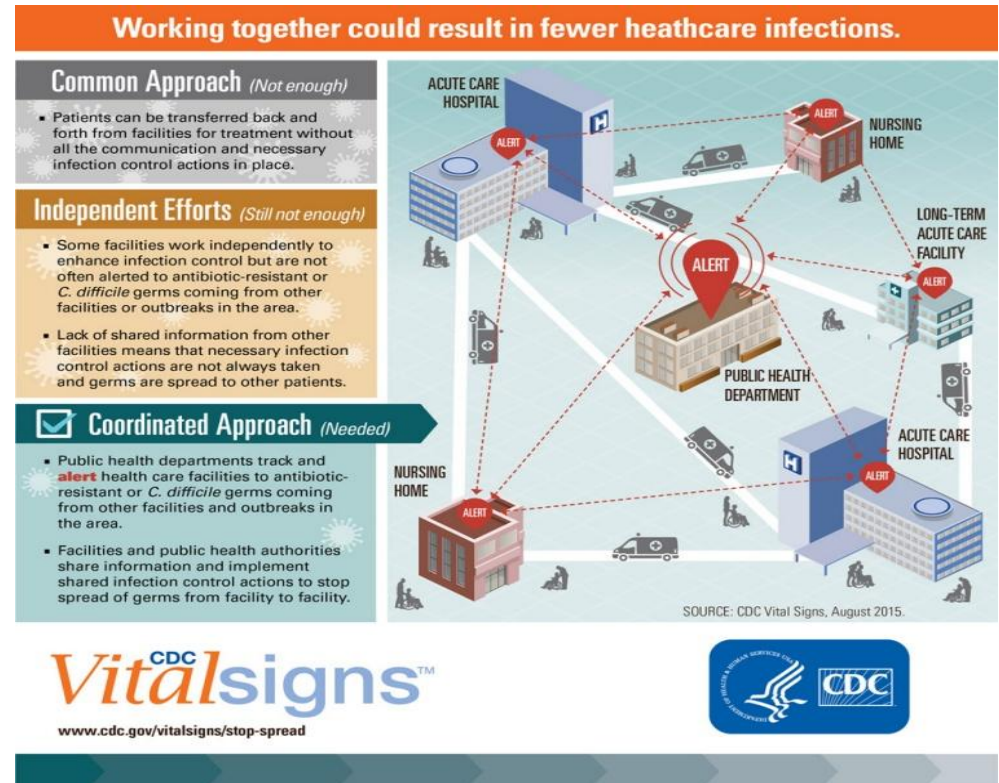 Working together could result in fewer heathcare infections.
Common Approach (Not enough)
▪ Patients can be transferred back and
forth from facilities for treatment without
all the communication and necessary
infection control actions in place.
Independent Efforts (Still not enough)
▪ Some facilities work independently to
enhance infection control but are not
often alerted to antibiotic-resistant or
C. difficile germs coming from other
facilities or outbreaks in the area.
▪ Lack of shared information from other
facilities means that necessary infection
control actions are not always taken
and germs are spread to other patients.
Coordinated Approach (Needed)
▪ Public health departments track and
alert health care facilities to antibiotic-
resistant or C. difficile germs coming
from other facilities and outbreaks in
the area.
▪ Facilities and public health authorities
share information and implement
shared infection control actions to stop
spread of germs from facility to facility.
ACUTE CARE
HOSPITAL
H
ALERT
ALERT
NURSING
HOME
LONG-TERM
ACUTE CARE
FACILITY
ALERT
ALERT
PUBLIC HEALTH
DEPARTMENT
ACUTE CARE
HOSPITAL
H
ALERT
NURSING
HOME
ALERT
SOURCE: CDC Vital Signs, August 2015.
CDC
Vitalsigns™
www.cdc.gov/vitalsigns/stop-spread
DEPARTMENT OF HEALTH & HUMAN SERVICES USA
CDC